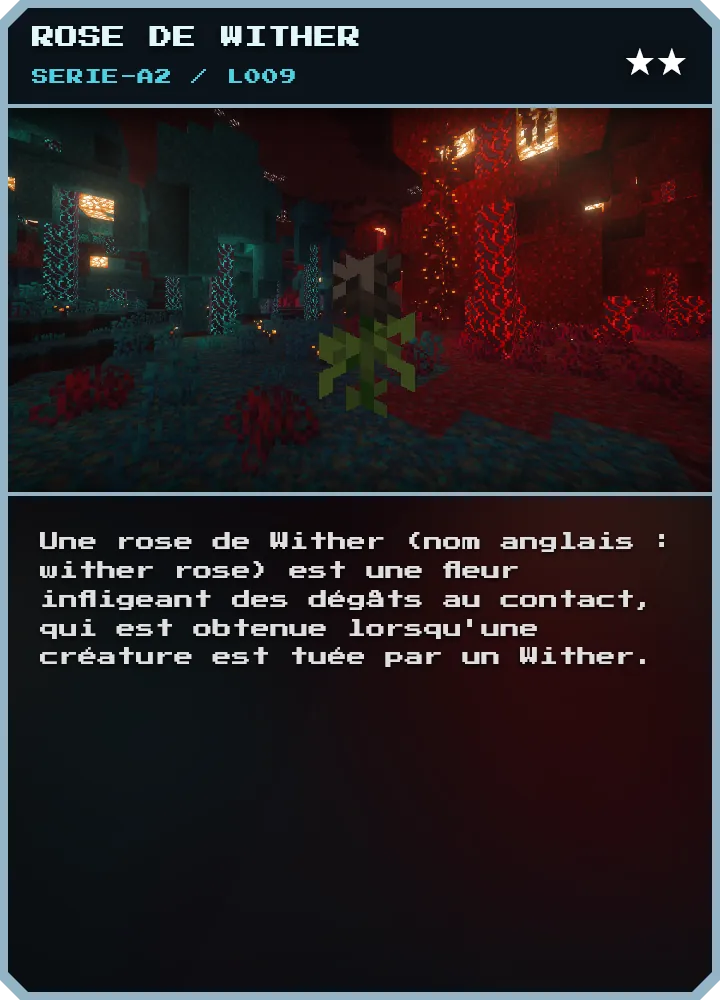 ROSE DE WITHER
SERIE-A2 / L009
Une rose de Wither (nom anglais :
wither rose) est une fleur
infligeant des dégâts au contact,
qui est obtenue lorsqu'une
créature est tuée par un Wither.